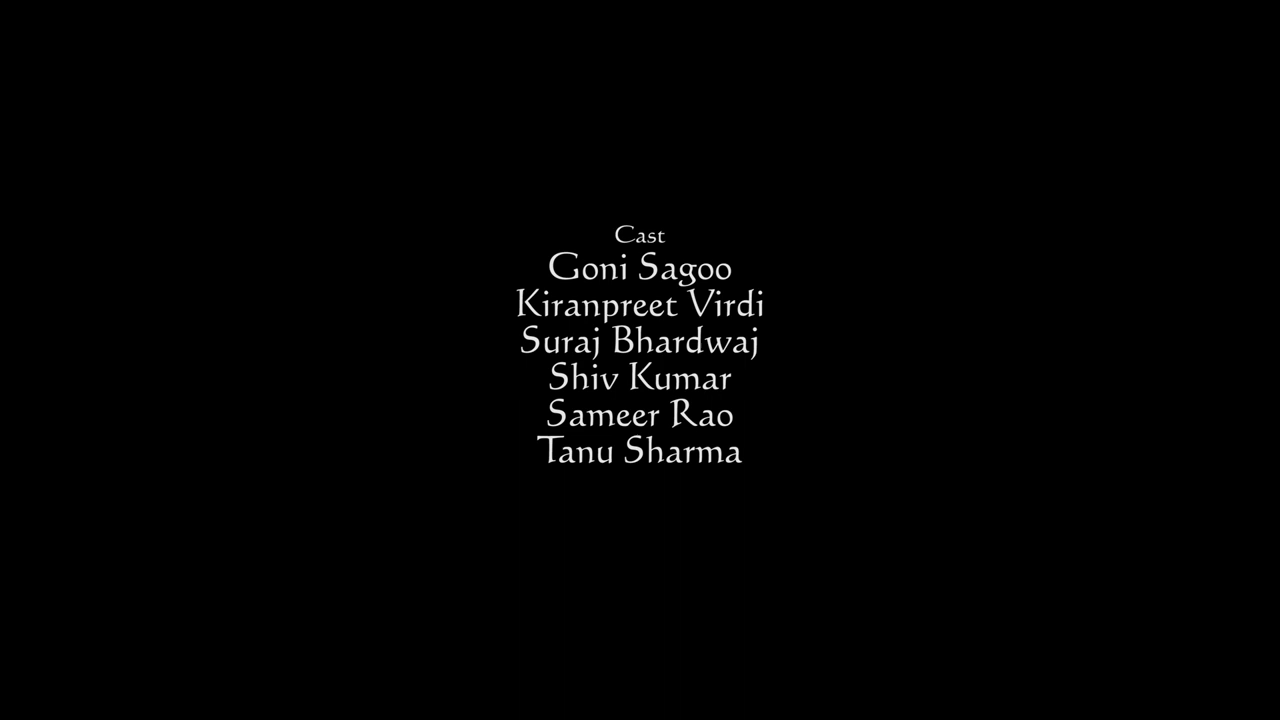 Cast
Goni Sagoo
Kiranpreet Virdi
Suraj Bhardwaj
Shiv Kumar
Sameer Rao
Tanu Sharma